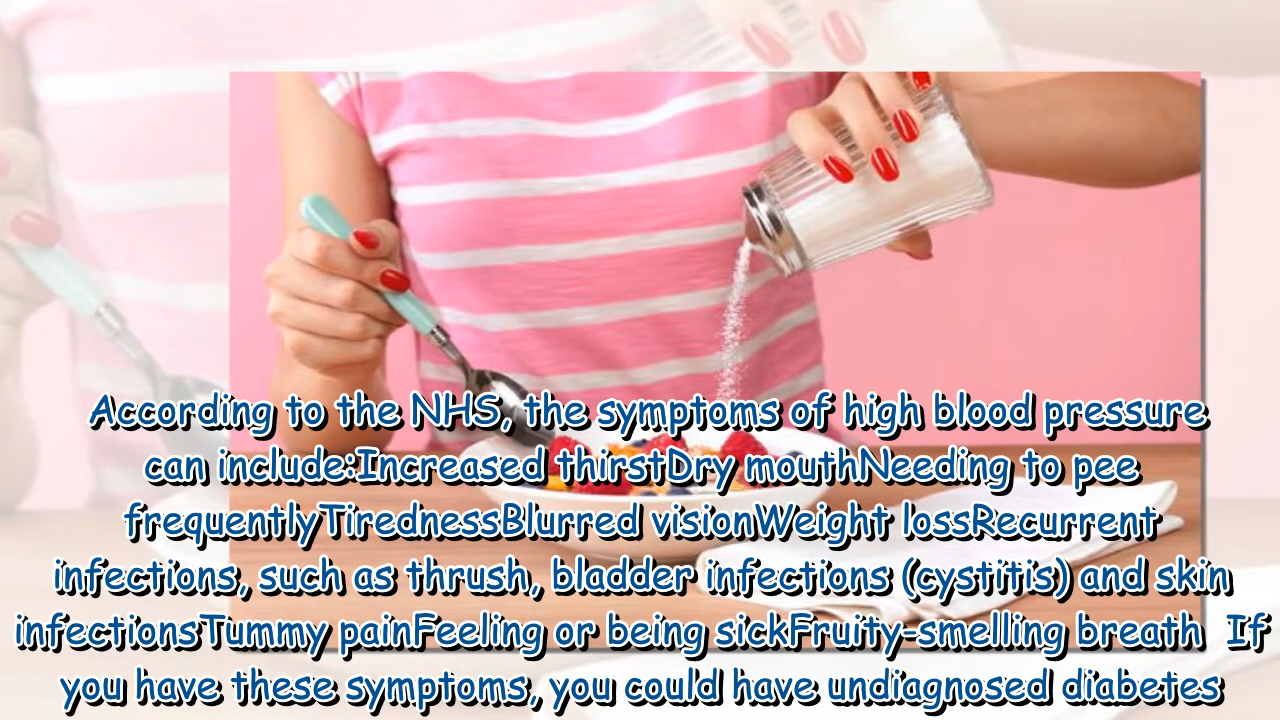 According to the NHS, the symptoms of high blood pressure
can include:Increased thirstDry mouthNeeding to pee
frequentlyTirednessBlurred visionWeight lossRecurrent
infections, such as thrush, bladder infections (cystitis) and skin
infectionsTummy painFeeling or being sickFruity-smelling breath  If
you have these symptoms, you could have undiagnosed diabetes